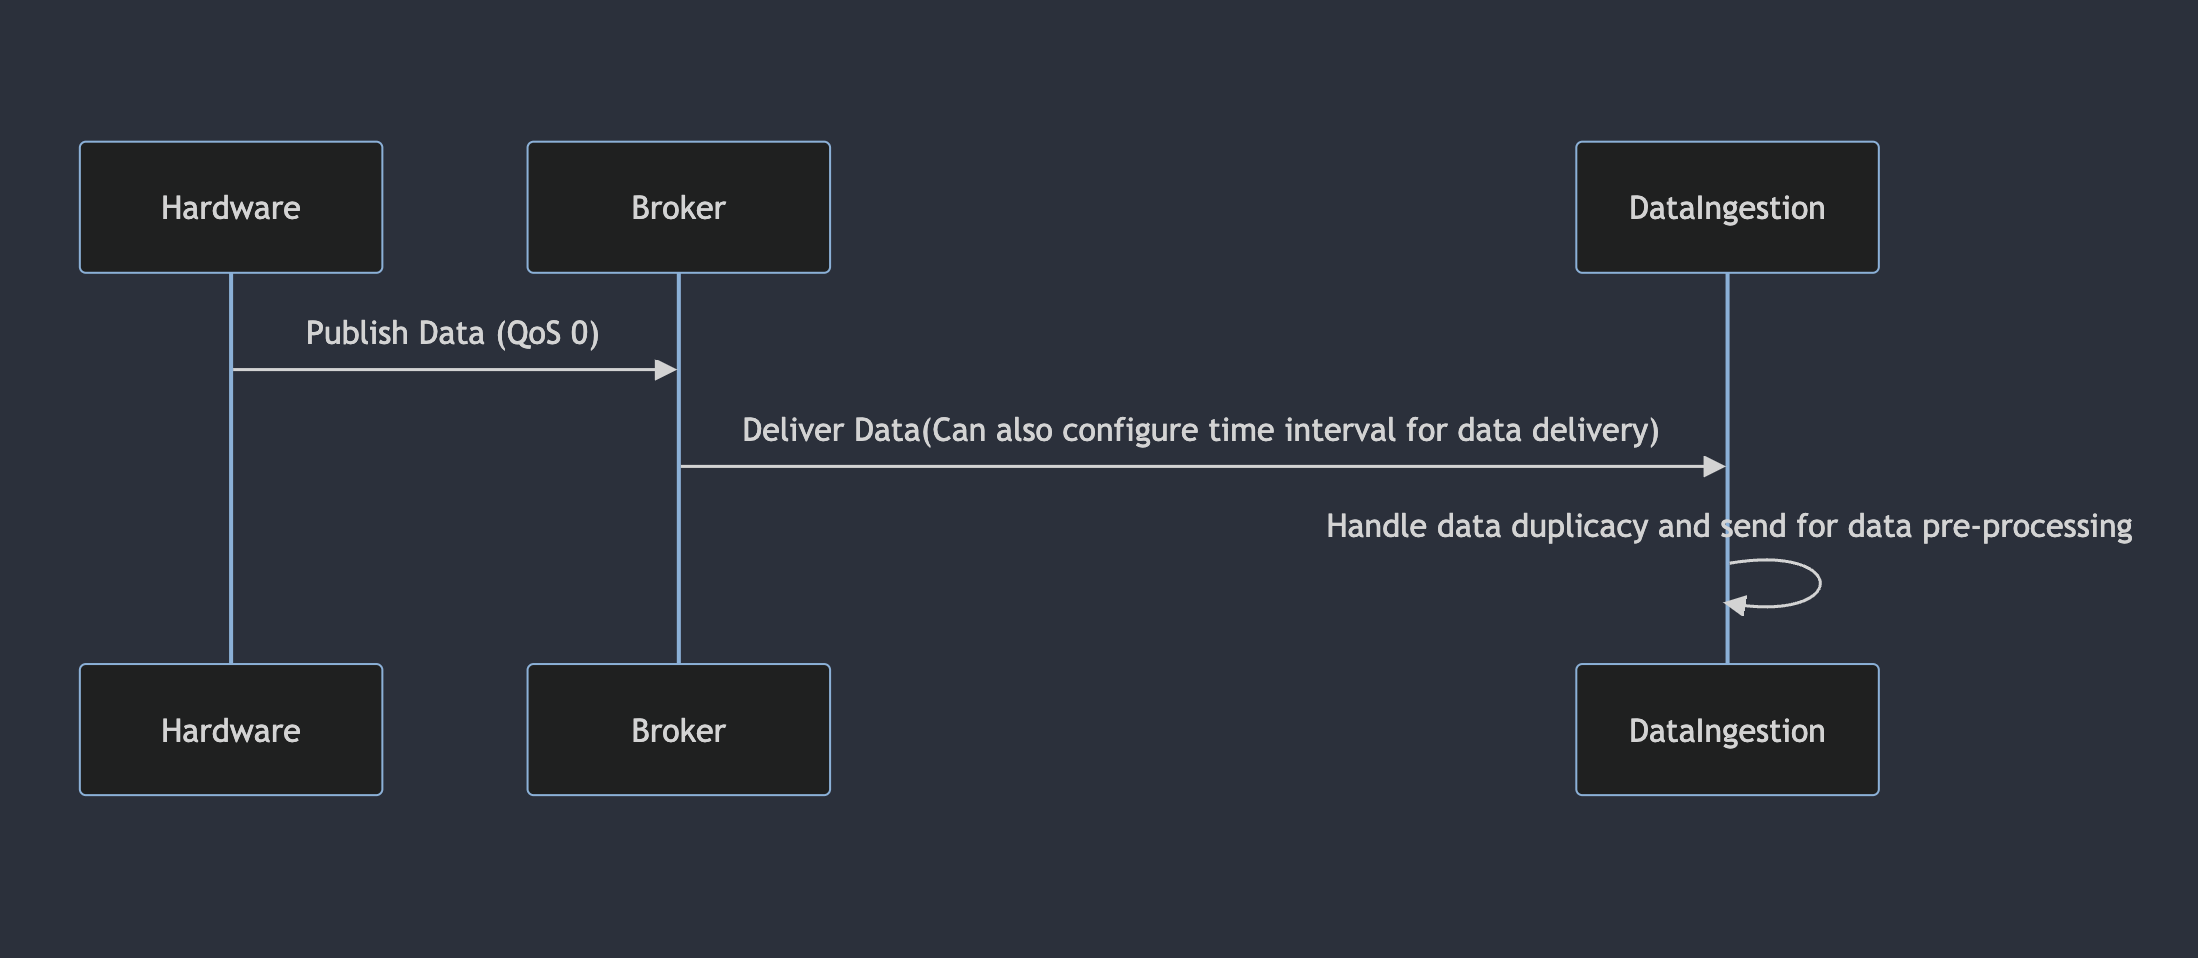 Hardware
Broker
DataIngestion
Publish Data (QoS 0)
Deliver Data(Can also configure time interval for data delivery)
Handle data duplicacy and send for data pre-processing
Hardware
Broker
DataIngestion